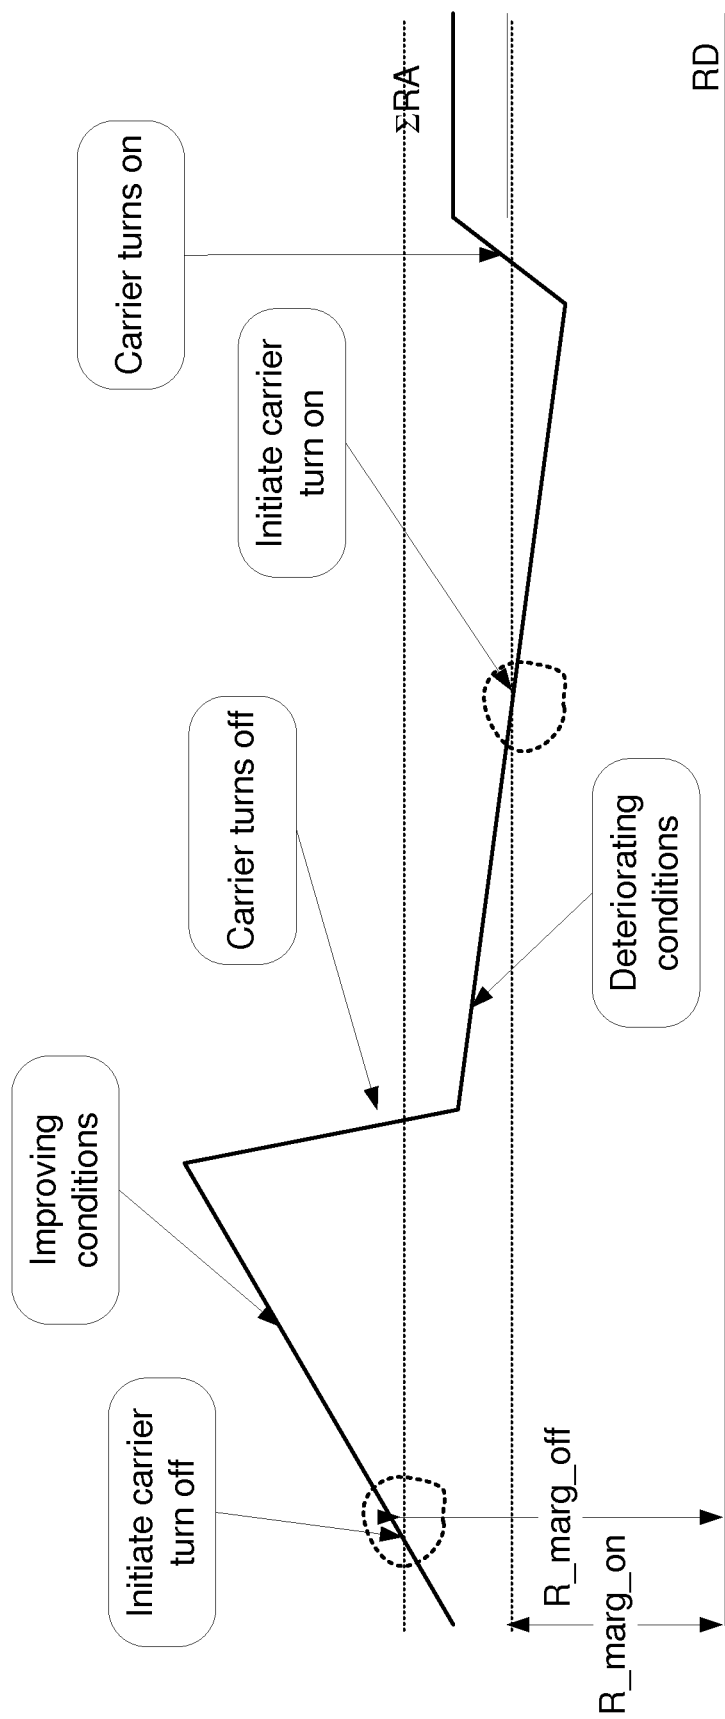 Initiate carrier
turn off
Improving
conditions
Carrier turns off
Initiate carrier
turn on
Carrier turns on
ΣRA
Deteriorating
conditions
R_marg_off
R_marg_on
RD